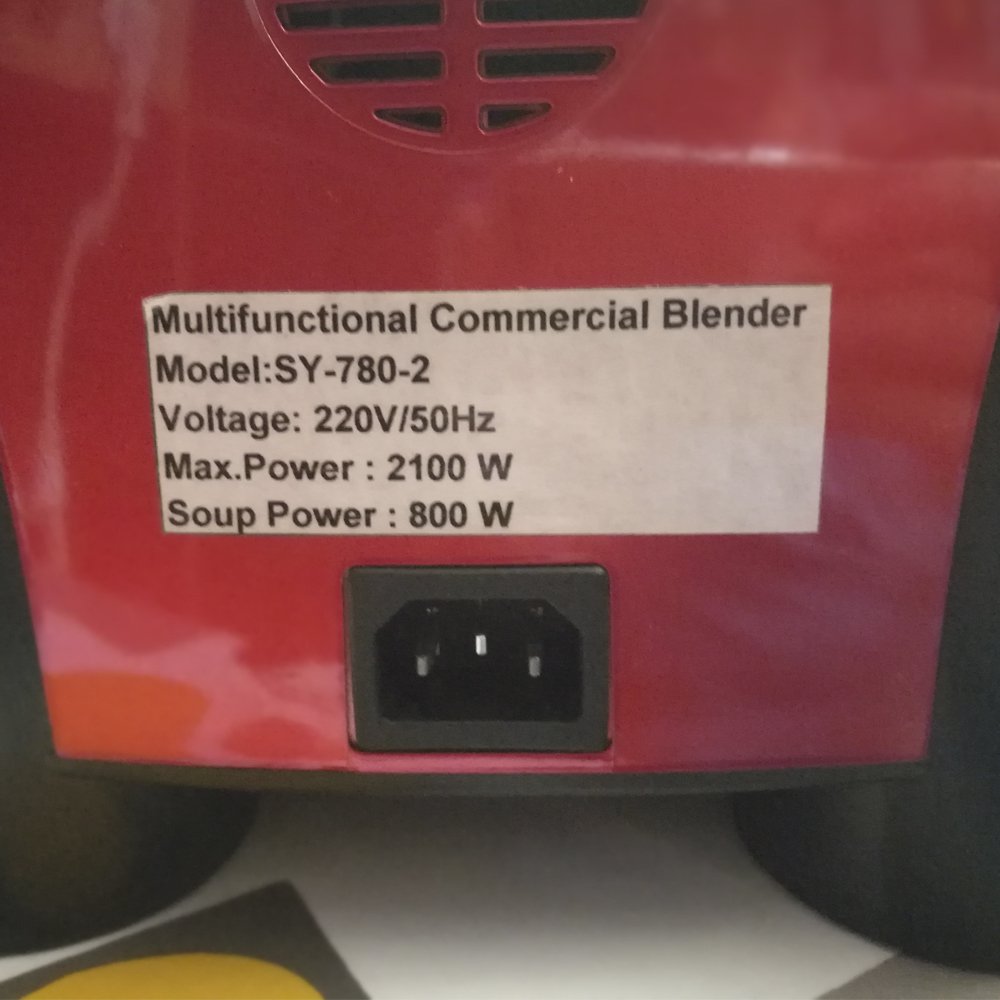 Multifunctional Commercial Blender
Model:SY-780-2
Voltage: 220V/50Hz
Max.Power : 2100 W
Soup Power : 800 W